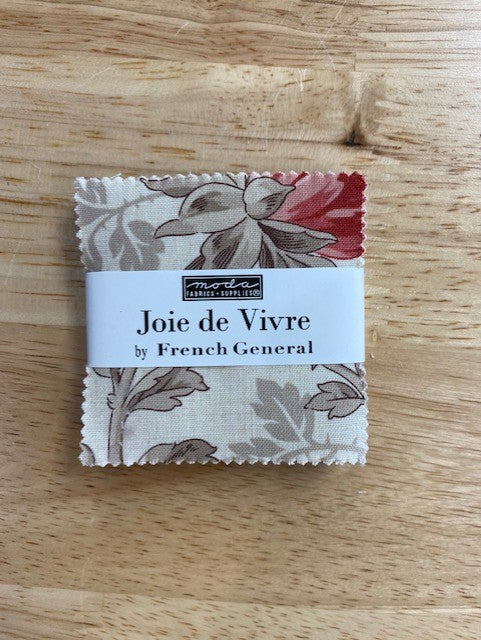 moda
FABRICS + SUPPLIES®
Joie de Vivre
by French General